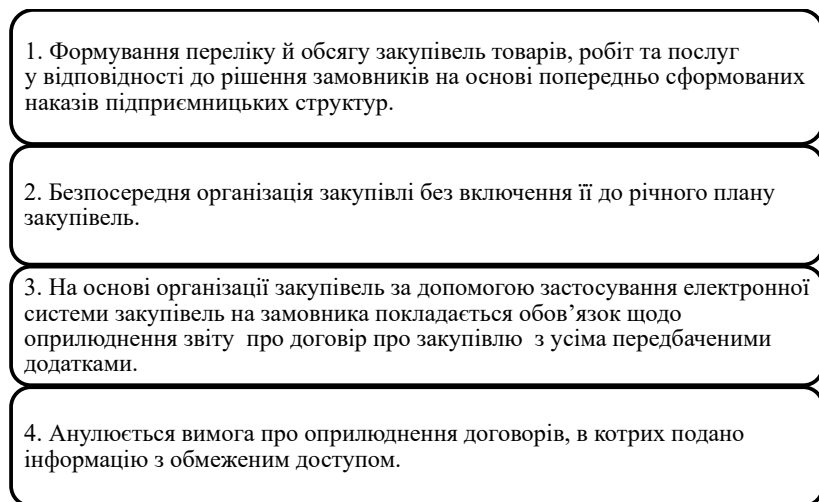 1. Формування переліку й обсягу закупівель товарів, робіт та послуг
у відповідності до рішення замовників на основі попередньо сформованих
наказів підприємницьких структур.
2. Безпосередня організація закупівлі без включення її до річного плану
закупівель.
3. На основі організації закупівель за допомогою застосування електронної
системи закупівель на замовника покладається обов’язок щодо
оприлюднення звіту про договір про закупівлю з усіма передбаченими
додатками.
4. Анулюється вимога про оприлюднення договорів, в котрих подано
інформацію з обмеженим доступом.